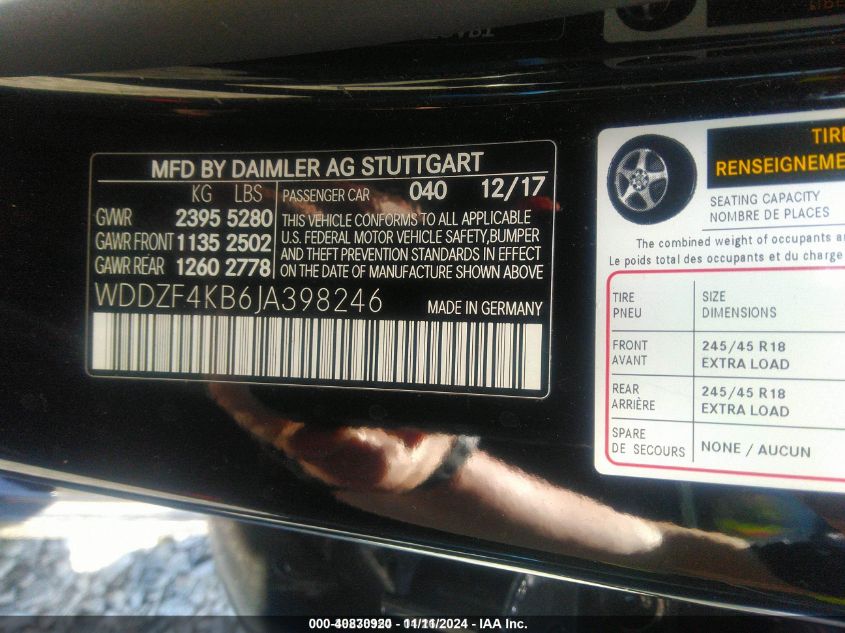 MFD BY DAIMLER AG STUTTGART
KG LBS PASSENGER CAR 040 12/17
GVWR 2395 5280
GAWR FRONT 1135 2502
GAWR REAR 1260 2778
THIS VEHICLE CONFORMS TO ALL APPLICABLE
U.S. FEDERAL MOTOR VEHICLE SAFETY, BUMPER
AND THEFT PREVENTION STANDARDS IN EFFECT
ON THE DATE OF MANUFACTURE SHOWN ABOVE
WDDZF4KB6JA398246 MADE IN GERMANY
TIRE
RENSEIGNEME
SEATING CAPACITY
NOMBRE DE PLACES
The combined weight of occupants
Le poids total des occupants et du charge
TIRE SIZE
PNEU DIMENSIONS
FRONT 245/45 R18
AVANT EXTRA LOAD
REAR 245/45 R18
ARRIÈRE EXTRA LOAD
SPARE NONE / AUCUN
DE SECOURS
- IAA Inc.